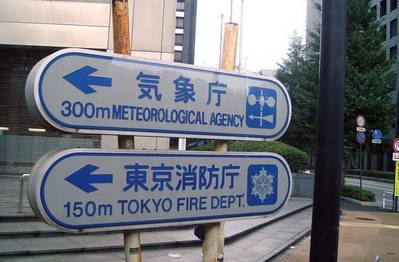 気象庁
300m METEOROLOGICAL AGENCY
東京消防庁
150m TOKYO FIRE DEPT.